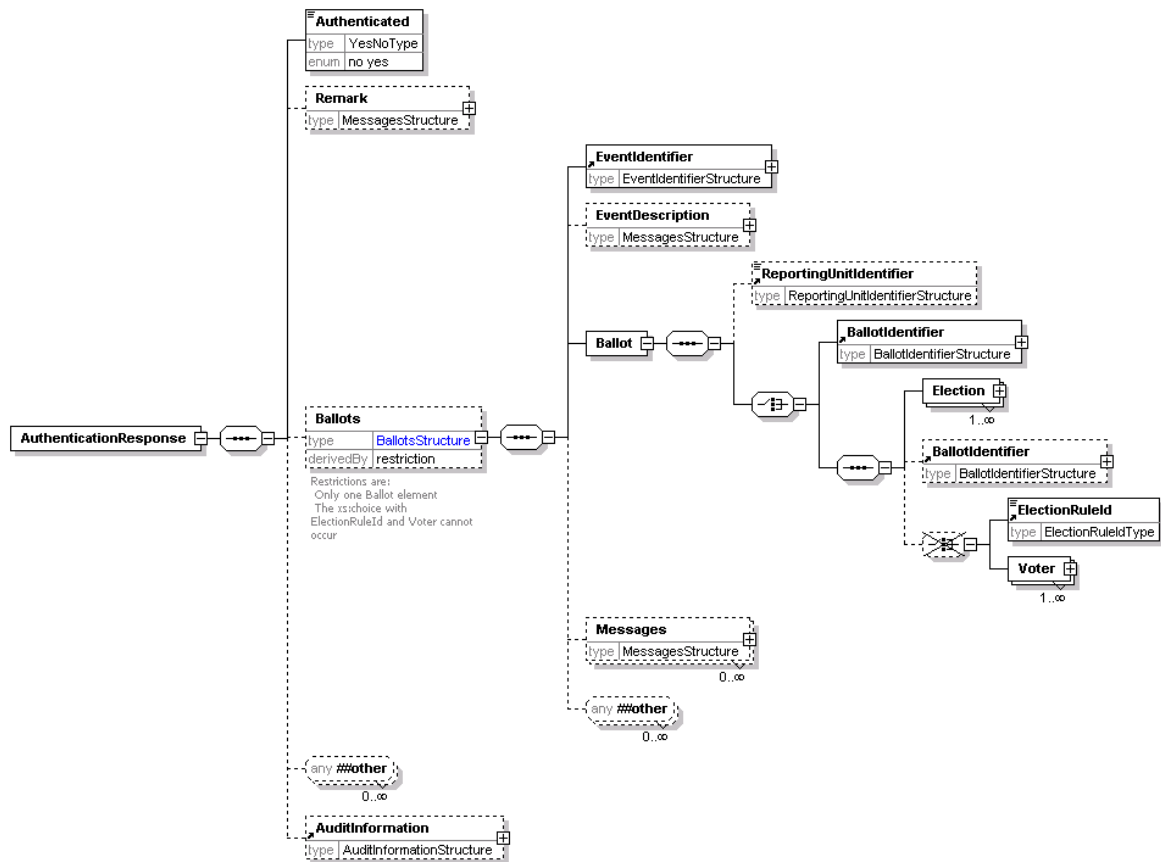 Authenticated
type YesNoType
enum no yes
Remark
type MessagesStructure
EventIdentifier
type EventIdentifierStructure
EventDescription
type MessagesStructure
ReportingUnitIdentifier
type ReportingUnitIdentifierStructure
Ballot
BallotIdentifier
type BallotIdentifierStructure
Election
1..∞
AuthenticationResponse
Ballots
type BallotsStructure
derivedBy restriction
Restrictions are:
Only one Ballot element
The xs:choice with
ElectionRuleId and Voter cannot
occur
BallotIdentifier
type BallotIdentifierStructure
ElectionRuleId
type ElectionRuleIdType
Voter
1..∞
Messages
type MessagesStructure
0..∞
any ##other
0..∞
any ##other
0..∞
AuditInformation
type AuditInformationStructure